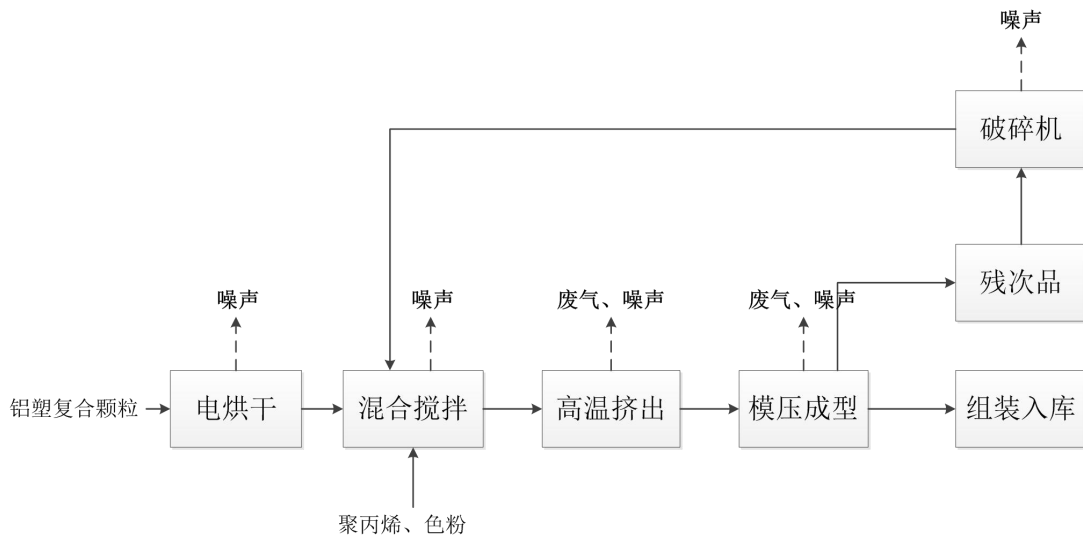 噪声
破碎机
残次品
噪声
噪声
废气、噪声
废气、噪声
铝塑复合颗粒
电烘干
混合搅拌
高温挤出
模压成型
组装入库
聚丙烯、色粉